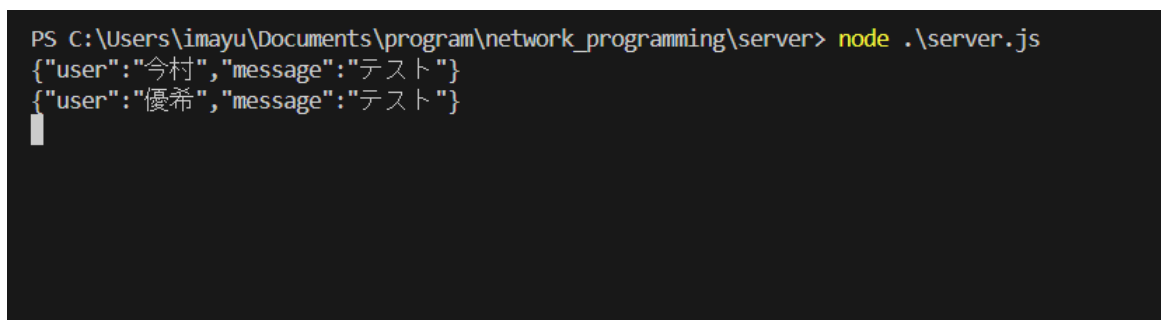 PS C:\Users\imayu\Documents\program\network_programming\server> node .\server.js
{"user":"今村","message":"テスト"}
{"user":"優希","message":"テスト"}